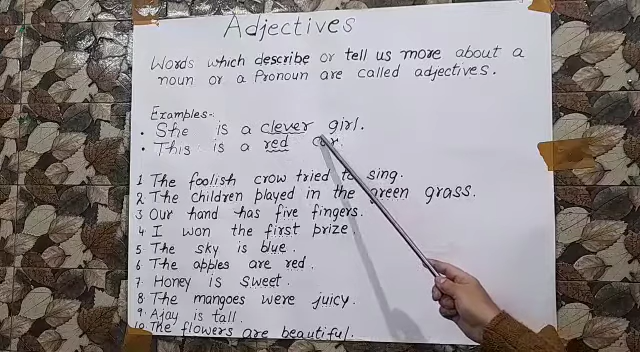 Adjectives
Words which describe or tell us more about a
noun or a Pronoun are called adjectives.
Examples:-
• She is a clever girl.
• This is a red car.
1 The foolish crow tried to sing.
2 The children played in the green grass.
3 Our hand has five fingers.
4 I won the first prize.
5 The sky is blue.
6 The apples are red.
7 Honey is sweet.
8 The mangoes were juicy.
9. Ajay is tall.
10 The flowers are beautiful.